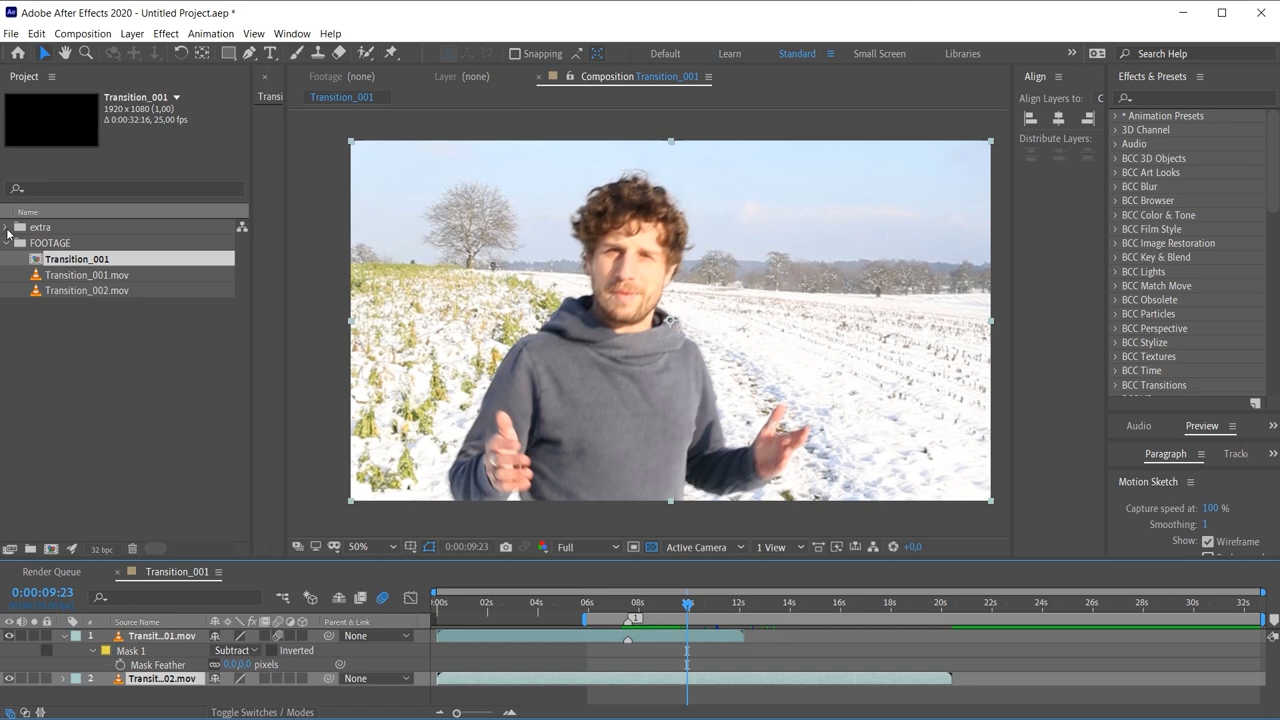 Adobe After Effects 2020 - Untitled Project.aep *
File Edit Composition Layer Effect Animation View Window Help
Snapping Default Learn Standard Small Screen Libraries Search Help
Project
Transition_001
1920 x 1080 (1,00)
Δ 0:00:32:16, 25,00 fps
Name
extra
FOOTAGE
Transition_001
Transition_001.mov
Transition_002.mov
32 bpc
Transi
Footage (none) Layer (none) Composition Transition_001
Transition_001
50% 0:00:09:23 Full Active Camera 1 View +0,0
Align
Align Layers to:
Distribute Layers:
Effects & Presets
* Animation Presets
3D Channel
Audio
BCC 3D Objects
BCC Art Looks
BCC Blur
BCC Browser
BCC Color & Tone
BCC Film Style
BCC Image Restoration
BCC Key & Blend
BCC Lights
BCC Match Move
BCC Obsolete
BCC Particles
BCC Perspective
BCC Stylize
BCC Textures
BCC Time
BCC Transitions
Audio Preview
Paragraph Track
Motion Sketch
Capture speed at: 100 %
Smoothing: 1
Show: Wireframe
Render Queue Transition_001
0:00:09:23
# Source Name Parent & Link
:00s 02s 04s 06s 08s 12s 14s 16s 18s 20s 22s 24s 26s 28s 30s 32s
1
1 Transit...01.mov None
Mask 1 Subtract Inverted
Mask Feather 0,0,0,0 pixels
2 Transit...02.mov None
Toggle Switches / Modes